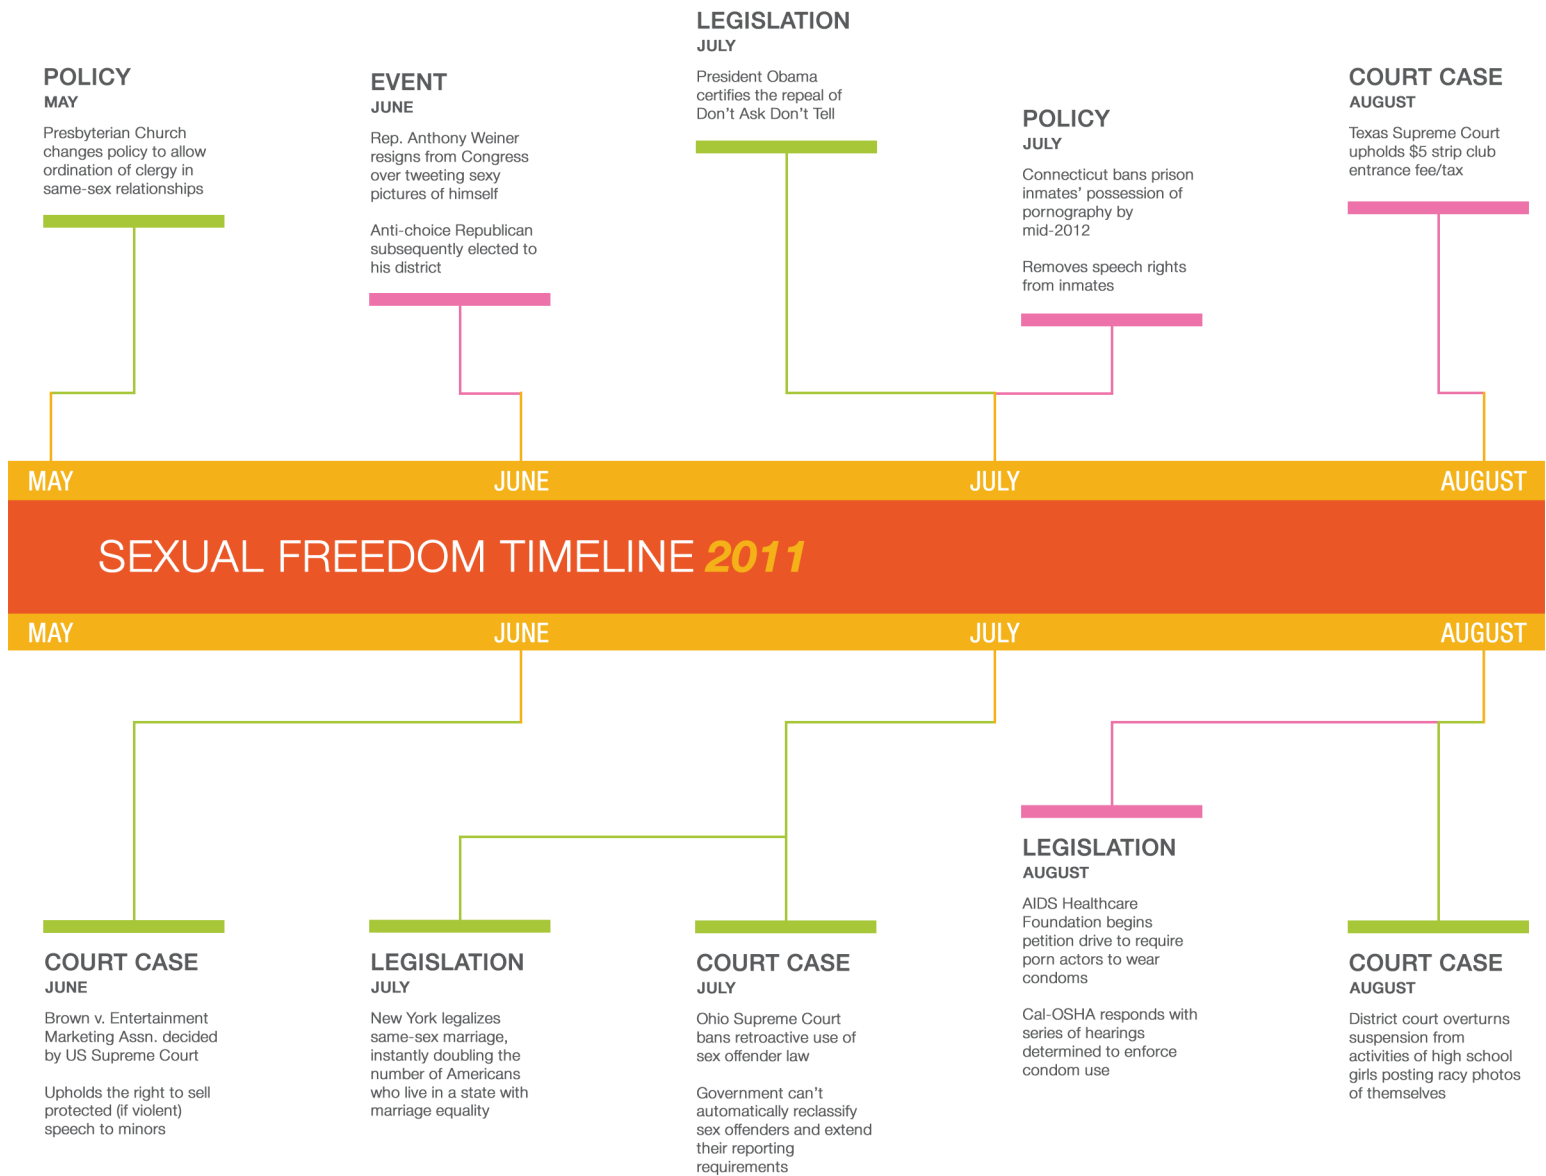 POLICY
MAY
Presbyterian Church
changes policy to allow
ordination of clergy in
same-sex relationships
EVENT
JUNE
Rep. Anthony Weiner
resigns from Congress
over tweeting sexy
pictures of himself
Anti-choice Republican
subsequently elected to
his district
LEGISLATION
JULY
President Obama
certifies the repeal of
Don't Ask Don't Tell
POLICY
JULY
Connecticut bans prison
inmates' possession of
pornography by
mid-2012
Removes speech rights
from inmates
COURT CASE
AUGUST
Texas Supreme Court
upholds $5 strip club
entrance fee/tax
MAY JUNE JULY AUGUST
SEXUAL FREEDOM TIMELINE 2011
MAY JUNE JULY AUGUST
COURT CASE
JUNE
Brown v. Entertainment
Marketing Assn. decided
by US Supreme Court
Upholds the right to sell
protected (if violent)
speech to minors
LEGISLATION
JULY
New York legalizes
same-sex marriage,
instantly doubling the
number of Americans
who live in a state with
marriage equality
COURT CASE
JULY
Ohio Supreme Court
bans retroactive use of
sex offender law
Government can't
automatically reclassify
sex offenders and extend
their reporting
requirements
LEGISLATION
AUGUST
AIDS Healthcare
Foundation begins
petition drive to require
porn actors to wear
condoms
Cal-OSHA responds with
series of hearings
determined to enforce
condom use
COURT CASE
AUGUST
District court overturns
suspension from
activities of high school
girls posting racy photos
of themselves